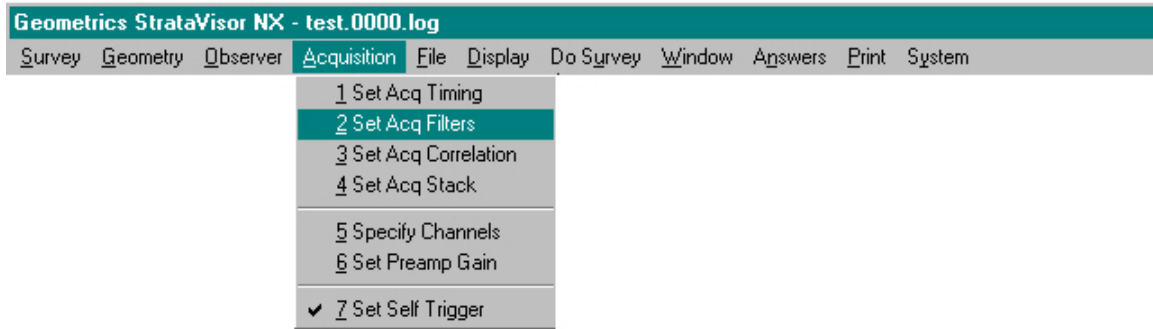 Geometrics StrataVisor NX - test.0000.log
Survey Geometry Observer Acquisition File Display Do Survey Window Answers Print System
1 Set Acq Timing
2 Set Acq Filters
3 Set Acq Correlation
4 Set Acq Stack
5 Specify Channels
6 Set Preamp Gain
✔ 7 Set Self Trigger